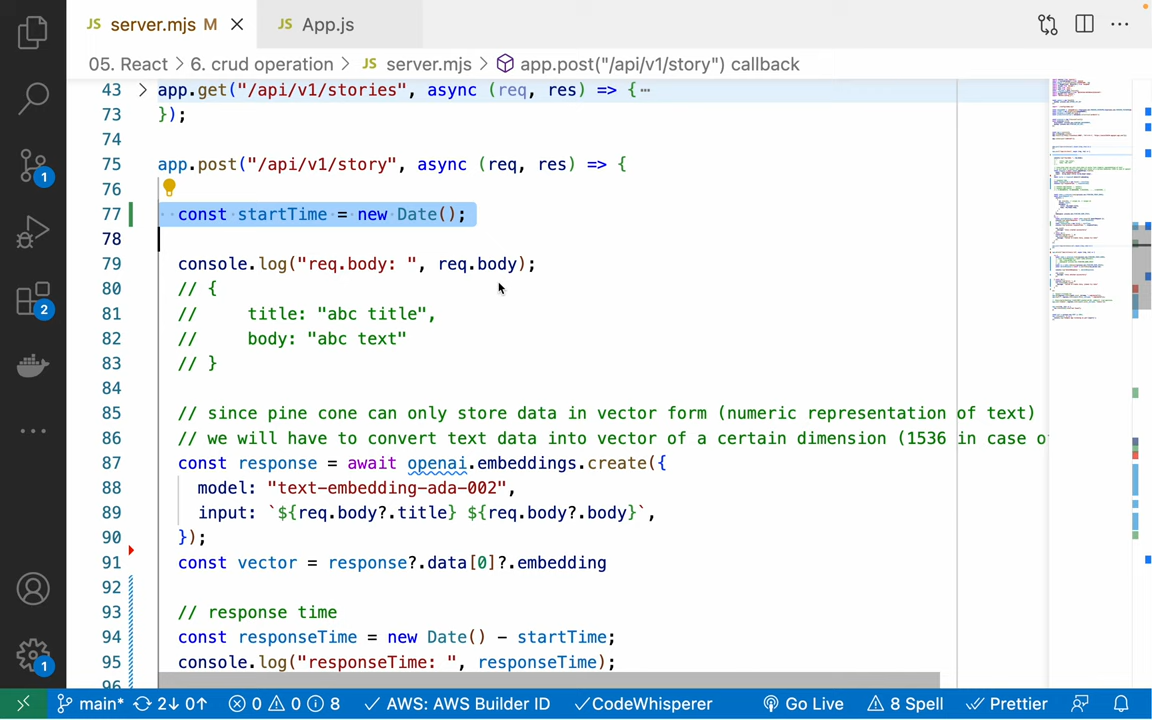 JS server.mjs M
JS App.js
05. React > 6. crud operation > JS server.mjs > app.post("/api/v1/story") callback
43 app.get("/api/v1/stories", async (req, res) => {…
73 });
74
75 app.post("/api/v1/story", async (req, res) => {
76
77 const startTime = new Date();
78
79 console.log("req.body: ", req.body);
80 // {
81 //     title: "abc title",
82 //     body: "abc text"
83 // }
84
85 // since pine cone can only store data in vector form (numeric representation of text)
86 // we will have to convert text data into vector of a certain dimension (1536 in case o
87 const response = await openai.embeddings.create({
88 model: "text-embedding-ada-002",
89 input: `${req.body?.title} ${req.body?.body}`,
90 });
91 const vector = response?.data[0]?.embedding
92
93 // response time
94 const responseTime = new Date() - startTime;
95 console.log("responseTime: ", responseTime);
96
1
2
1
main* 2↓ 0↑ 0 0 8 AWS: AWS Builder ID CodeWhisperer Go Live 8 Spell Prettier